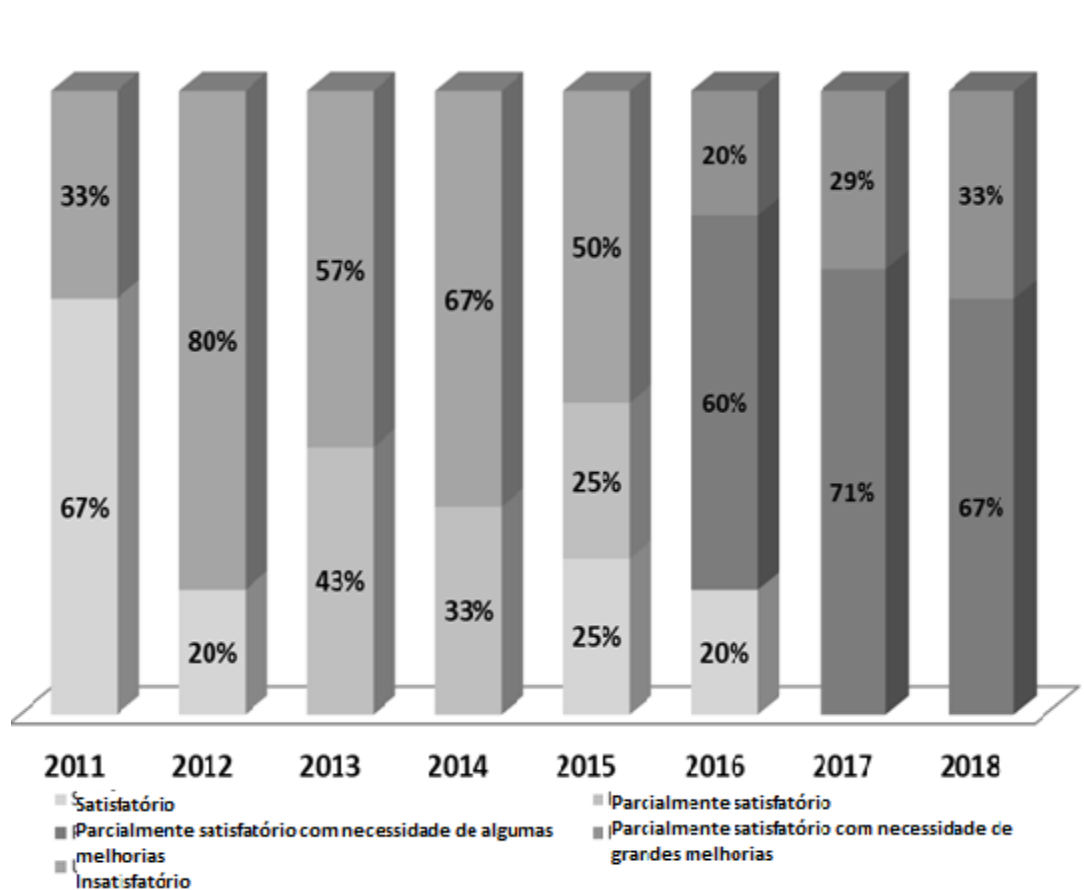 33% 80% 57% 67% 50% 20% 29% 33%
67% 20% 43% 33% 25% 60% 71% 67%
25% 20%
2011 2012 2013 2014 2015 2016 2017 2018
Satisfatório
Parcialmente satisfatório
Parcialmente satisfatório com necessidade de algumas
melhorias
Parcialmente satisfatório com necessidade de
grandes melhorias
Insatisfatório